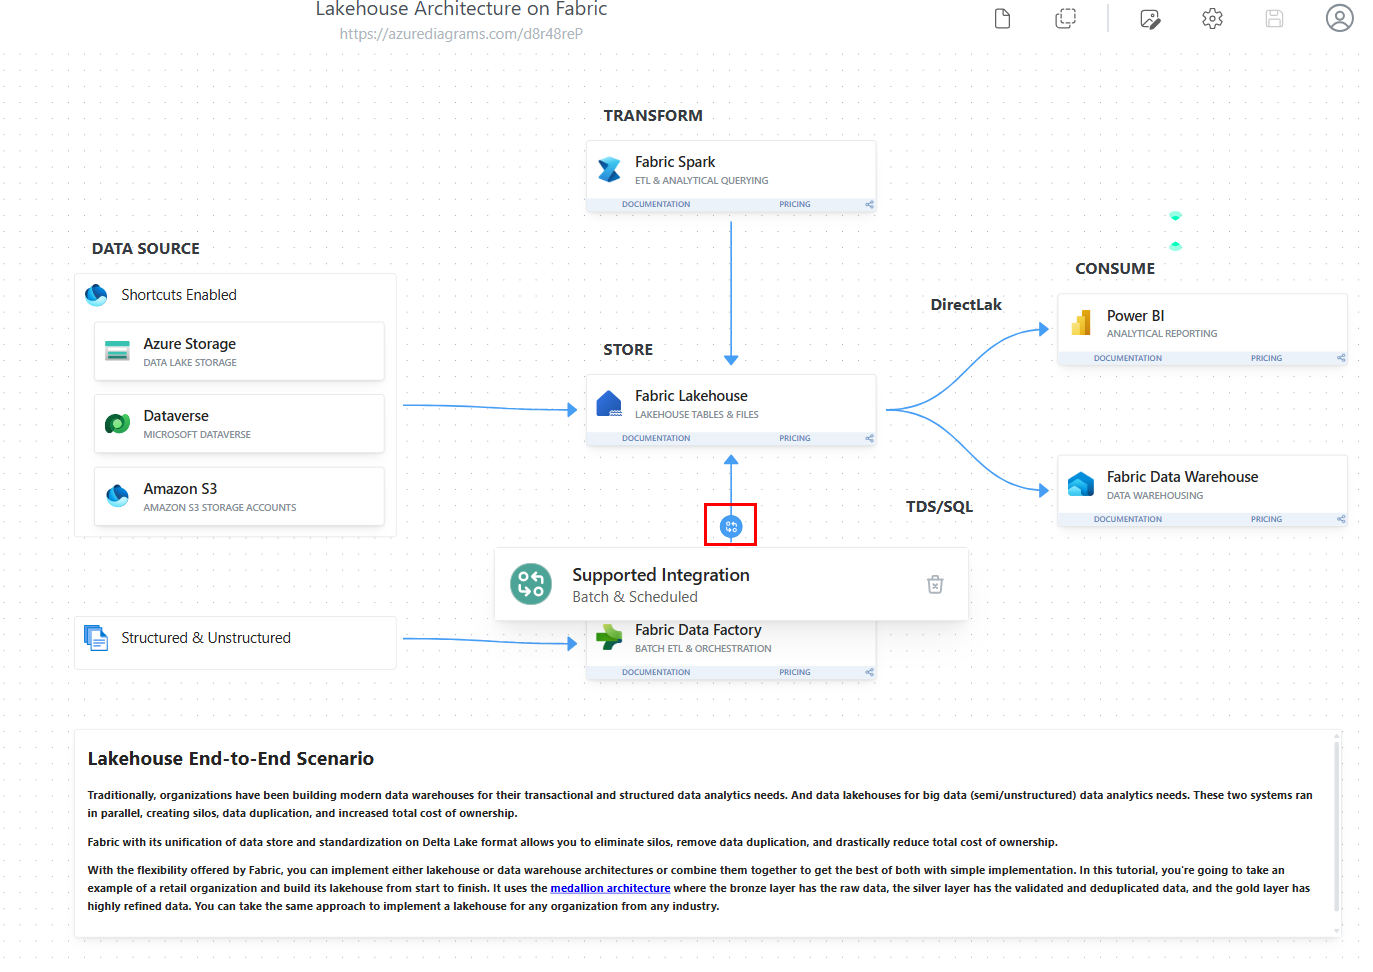 Lakehouse Architecture on Fabric
https://azurediagrams.com/d8r48reP
TRANSFORM
Fabric Spark
ETL & ANALYTICAL QUERYING
DOCUMENTATION PRICING
DATA SOURCE
Shortcuts Enabled
Azure Storage
DATA LAKE STORAGE
Dataverse
MICROSOFT DATAVERSE
Amazon S3
AMAZON S3 STORAGE ACCOUNTS
STORE
Fabric Lakehouse
LAKEHOUSE TABLES & FILES
DOCUMENTATION PRICING
CONSUME
DirectLak
Power BI
ANALYTICAL REPORTING
DOCUMENTATION PRICING
TDS/SQL
Fabric Data Warehouse
DATA WAREHOUSING
DOCUMENTATION PRICING
Supported Integration
Batch & Scheduled
Structured & Unstructured
Fabric Data Factory
BATCH ETL & ORCHESTRATION
DOCUMENTATION PRICING
Lakehouse End-to-End Scenario
Traditionally, organizations have been building modern data warehouses for their transactional and structured data analytics needs. And data lakehouses for big data (semi/unstructured) data analytics needs. These two systems ran
in parallel, creating silos, data duplication, and increased total cost of ownership.
Fabric with its unification of data store and standardization on Delta Lake format allows you to eliminate silos, remove data duplication, and drastically reduce total cost of ownership.
With the flexibility offered by Fabric, you can implement either lakehouse or data warehouse architectures or combine them together to get the best of both with simple implementation. In this tutorial, you're going to take an
example of a retail organization and build its lakehouse from start to finish. It uses the medallion architecture where the bronze layer has the raw data, the silver layer has the validated and deduplicated data, and the gold layer has
highly refined data. You can take the same approach to implement a lakehouse for any organization from any industry.